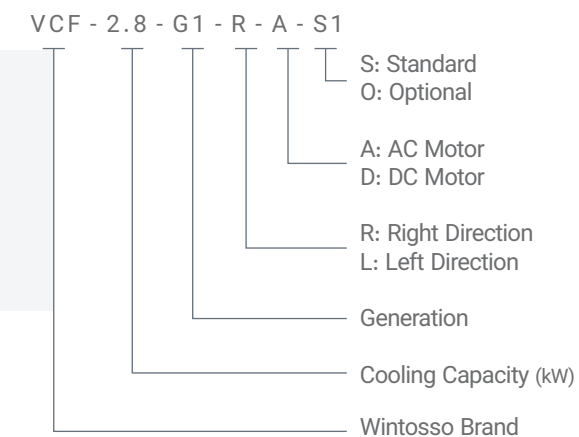 VCF - 2.8 - G1 - R - A - S1
S: Standard
O: Optional
A: AC Motor
D: DC Motor
R: Right Direction
L: Left Direction
Generation
Cooling Capacity (kW)
Wintosso Brand